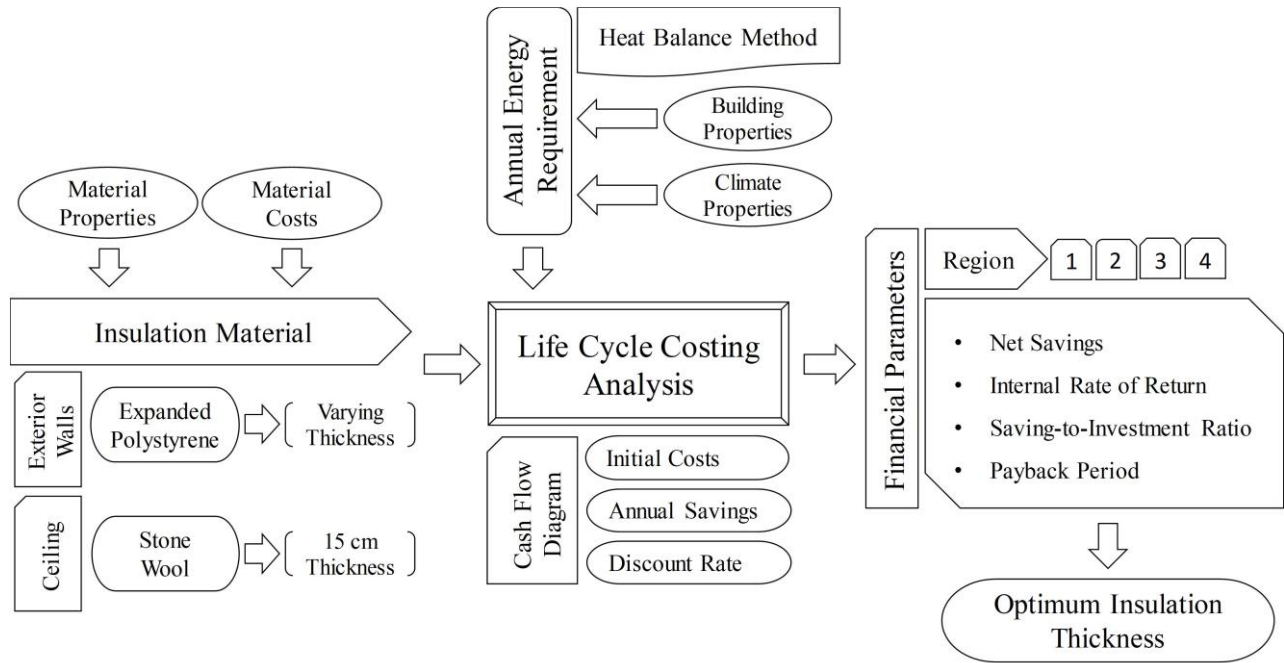 Heat Balance Method
Annual Energy
Requirement
Building
Properties
Climate
Properties
Material
Properties
Material
Costs
Insulation Material
Exterior
Walls
Expanded
Polystyrene
Varying
Thickness
Ceiling
Stone
Wool
15 cm
Thickness
Life Cycle Costing
Analysis
Cash Flow
Diagram
Initial Costs
Annual Savings
Discount Rate
Financial Parameters
Region 1 2 3 4
• Net Savings
• Internal Rate of Return
• Saving-to-Investment Ratio
• Payback Period
Optimum Insulation
Thickness